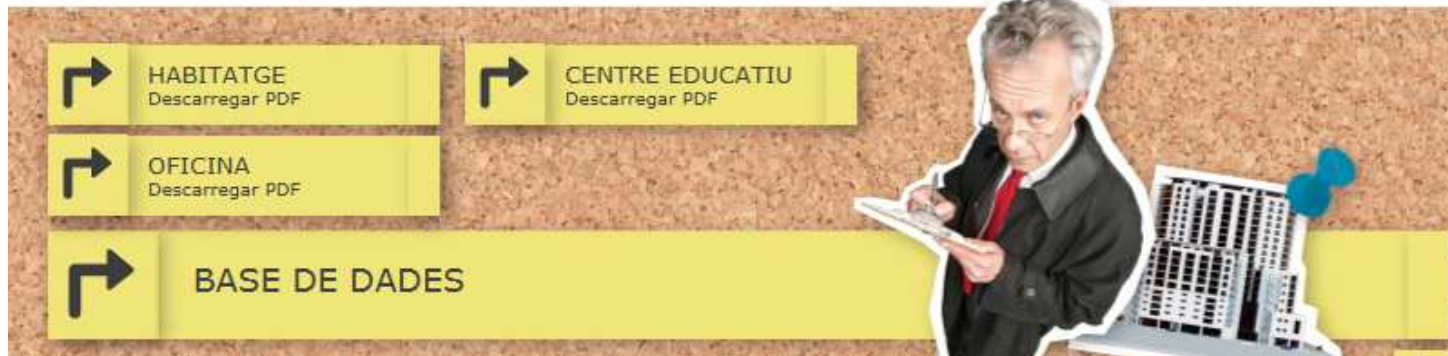 HABITATGE
Descarregar PDF
CENTRE EDUCATIU
Descarregar PDF
OFICINA
Descarregar PDF
BASE DE DADES